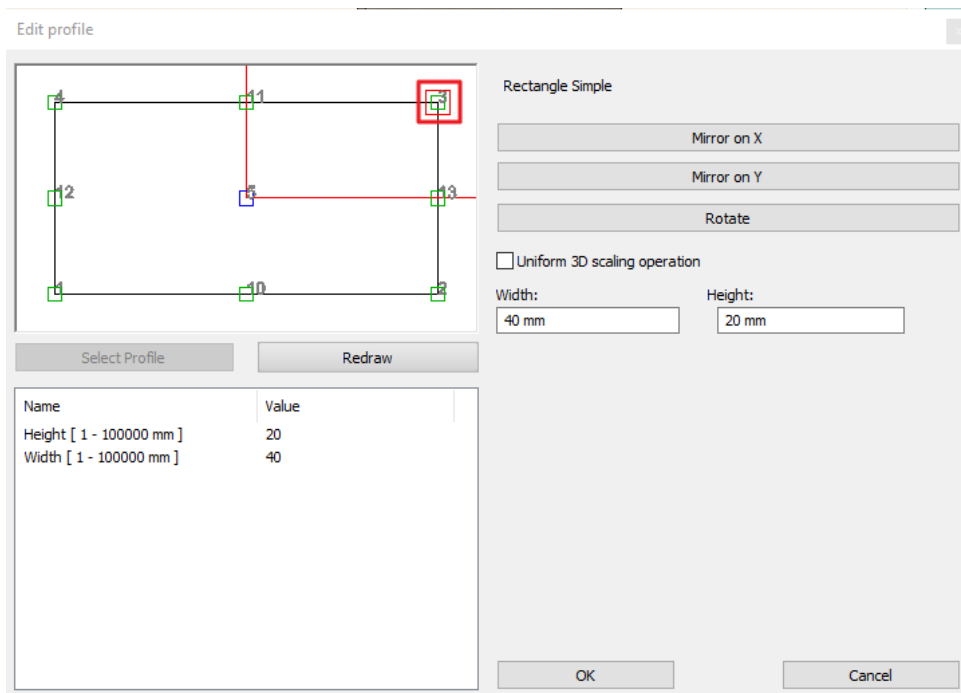 Edit profile
4 11 3
Rectangle Simple
Mirror on X
Mirror on Y
12 5 13
Rotate
Uniform 3D scaling operation
1 10 2
Width: Height:
40 mm 20 mm
Select Profile Redraw
Name Value
Height [ 1 - 100000 mm ] 20
Width [ 1 - 100000 mm ] 40
OK Cancel